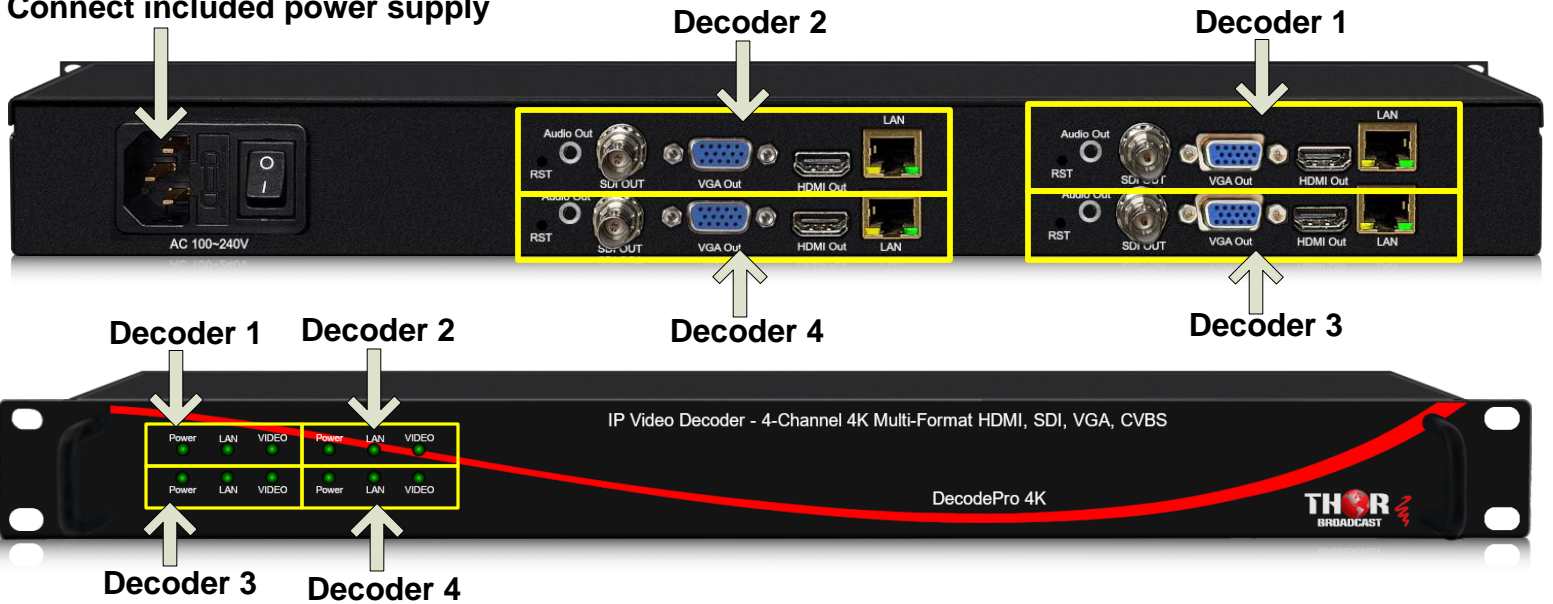 Connect included power supply
Decoder 2
Decoder 1
LAN
LAN
Audio Out
Audio Out
RST
SDI OUT
VGA Out
HDMI Out
RST
SDI OUT
VGA Out
HDMI Out
Audio Out
Audio Out
RST
SDI OUT
VGA Out
HDMI Out
LAN
RST
SDI OUT
VGA Out
HDMI Out
LAN
O
I
AC 100~240V
Decoder 4
Decoder 3
Decoder 1
Decoder 2
IP Video Decoder - 4-Channel 4K Multi-Format HDMI, SDI, VGA, CVBS
Power LAN VIDEO Power LAN VIDEO
Power LAN VIDEO Power LAN VIDEO
DecodePro 4K
THOR
BROADCAST
Decoder 3
Decoder 4